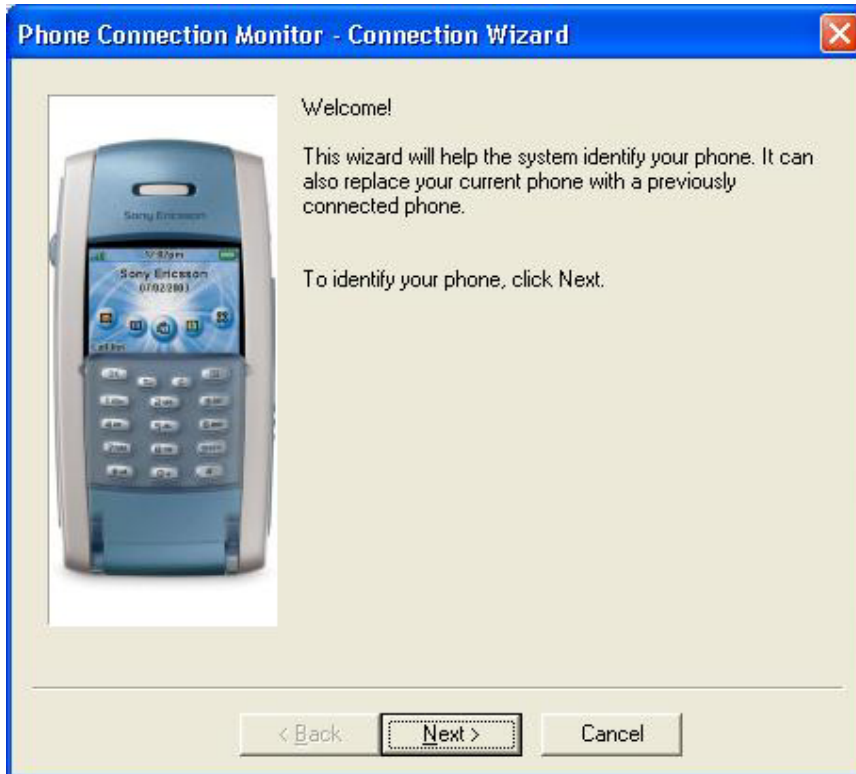 Phone Connection Monitor - Connection Wizard
Welcome!
This wizard will help the system identify your phone. It can
also replace your current phone with a previously
connected phone.
To identify your phone, click Next.
Sony Ericsson
Sony Ericsson
< Back
Next >
Cancel